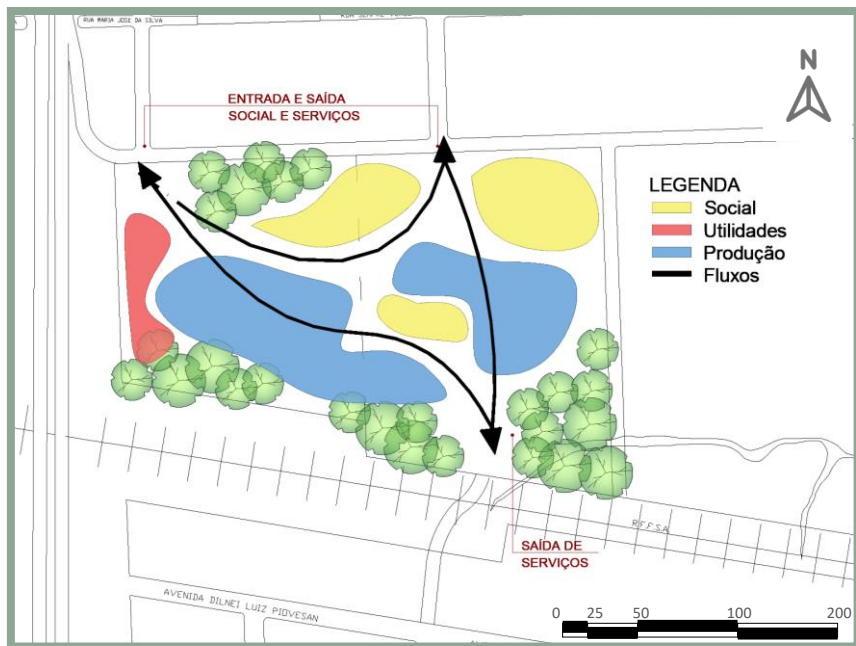 RUA MARIA JOSE DA SILVA
N
ENTRADA E SAÍDA
SOCIAL E SERVIÇOS
LEGENDA
Social
Utilidades
Produção
Fluxos
R.F.F.S.A.
SAÍDA DE
SERVIÇOS
AVENIDA DILNEI LUIZ PIOVESAN
0 25 50 100 200